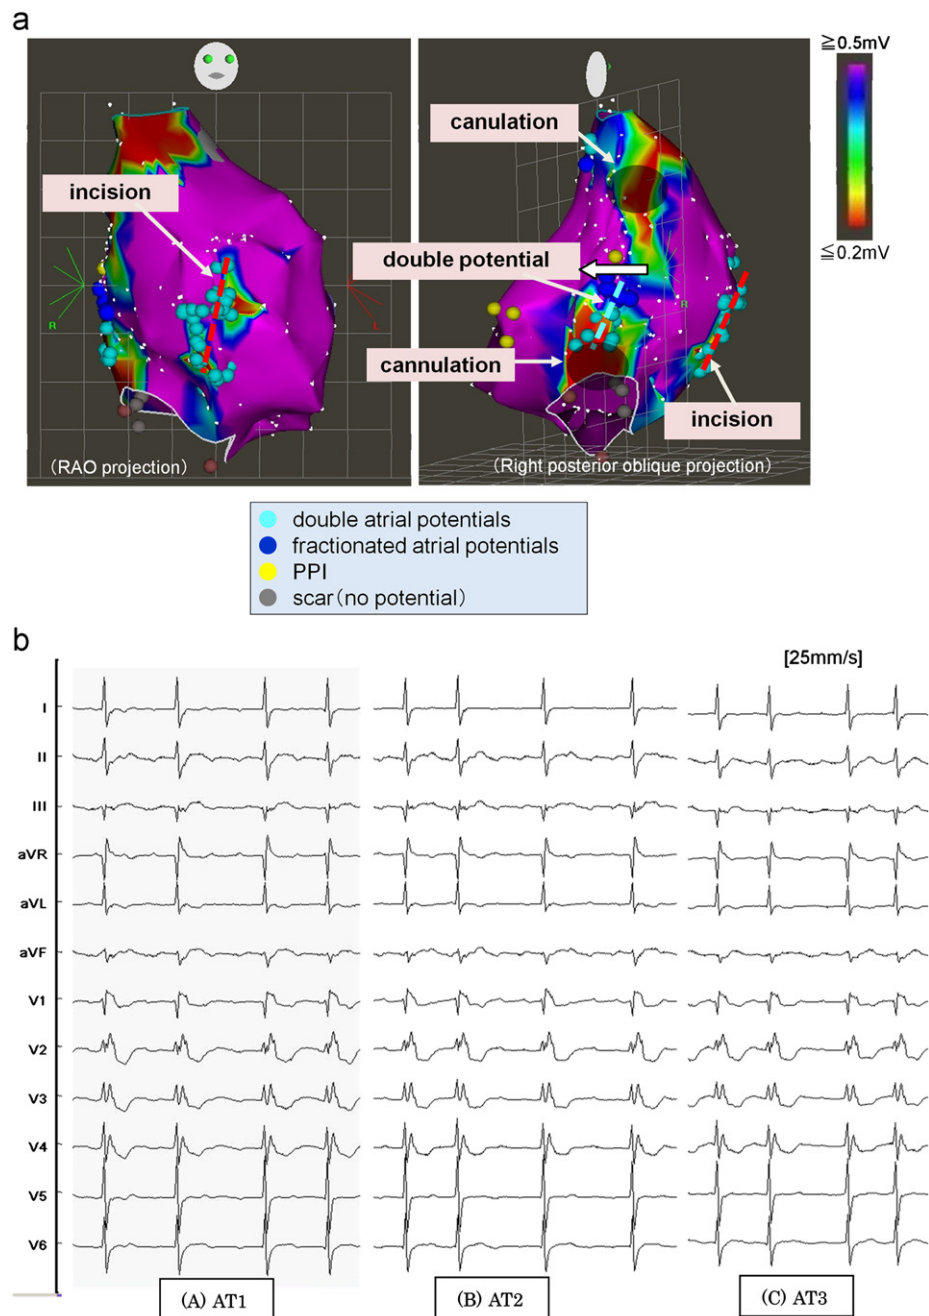 a
≧0.5mV
canulation
incision
double potential
≦0.2mV
R
L
R
cannulation
incision
(RAO projection)
(Right posterior oblique projection)
double atrial potentials
fractionated atrial potentials
PPI
scar(no potential)
b
[25mm/s]
I
II
III
aVR
aVL
aVF
V1
V2
V3
V4
V5
V6
(A) AT1
(B) AT2
(C) AT3